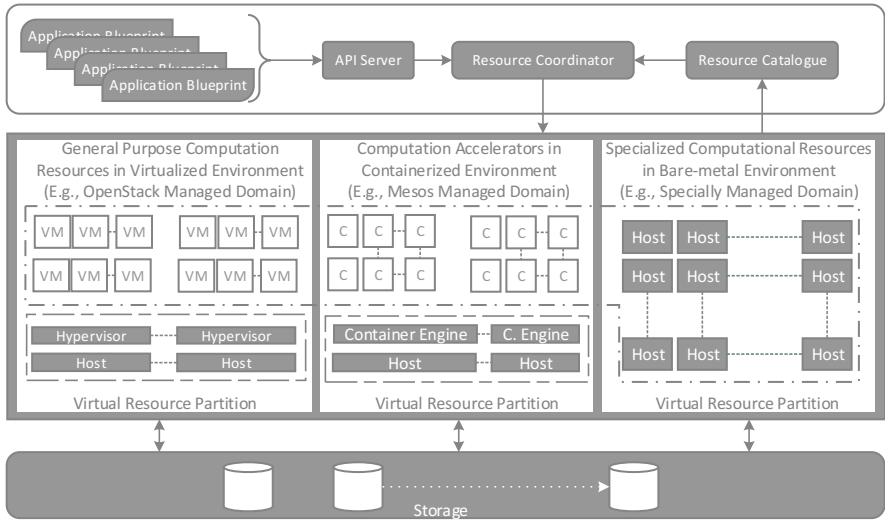 Application Blueprint
Application Blueprint
Application Blueprint
Application Blueprint
API Server
Resource Coordinator
Resource Catalogue
General Purpose Computation
Resources in Virtualized Environment
(E.g., OpenStack Managed Domain)
Computation Accelerators in
Containerized Environment
(E.g., Mesos Managed Domain)
Specialized Computational Resources
in Bare-metal Environment
(E.g., Specially Managed Domain)
VM VM VM VM VM VM
VM VM VM VM VM VM
C C C C C C
C C C C C C
Host Host Host
Host Host Host
Host Host Host
Hypervisor Hypervisor
Host Host
Container Engine C. Engine
Host Host
Virtual Resource Partition
Virtual Resource Partition
Virtual Resource Partition
Storage